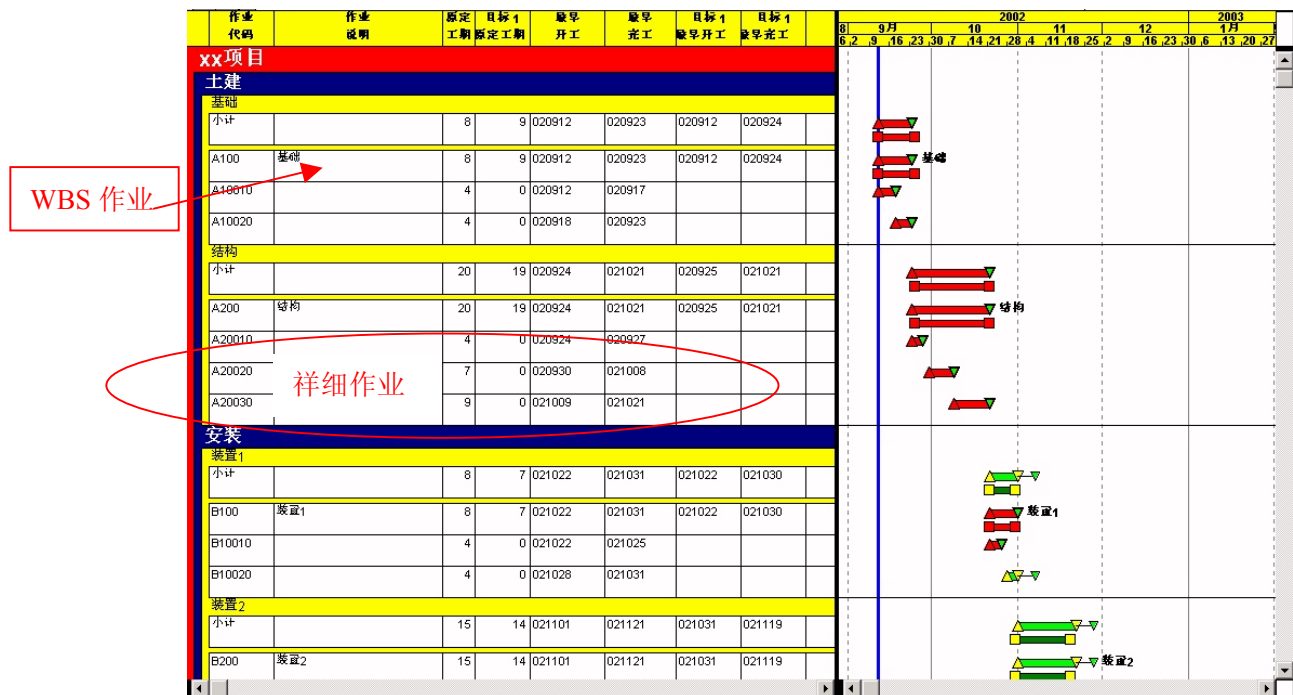 作业 作业 原定 目标1 最早 最早 目标1 目标1
代码 说明 工期 原定工期 开工 完工 最早开工 最早完工
2002 2003
8 9月 10 11 12 1月
6 2 9 16 23 30 7 14 21 28 4 11 18 25 2 9 16 23 30 6 13 20 27
xx项目
土建
基础
小计 8 9 020912 020923 020912 020924
A100 基础 8 9 020912 020923 020912 020924 基础
WBS 作业
A10010 4 0 020912 020917
A10020 4 0 020918 020923
结构
小计 20 19 020924 021021 020925 021021
A200 结构 20 19 020924 021021 020925 021021 结构
A20010 4 0 020924 020927
A20020 7 0 020930 021008
祥细作业
A20030 9 0 021009 021021
安装
装置1
小计 8 7 021022 021031 021022 021030
B100 装置1 8 7 021022 021031 021022 021030 装置1
B10010 4 0 021022 021025
B10020 4 0 021028 021031
装置2
小计 15 14 021101 021121 021031 021119
B200 装置2 15 14 021101 021121 021031 021119 装置2